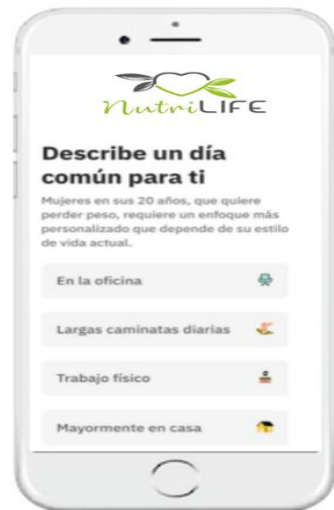 NutriLIFE
Describe un día
común para ti
Mujeres en sus 20 años, que quiere
perder peso, requiere un enfoque más
personalizado que depende de su estilo
de vida actual.
En la oficina
Largas caminatas diarias
Trabajo físico
Mayormente en casa